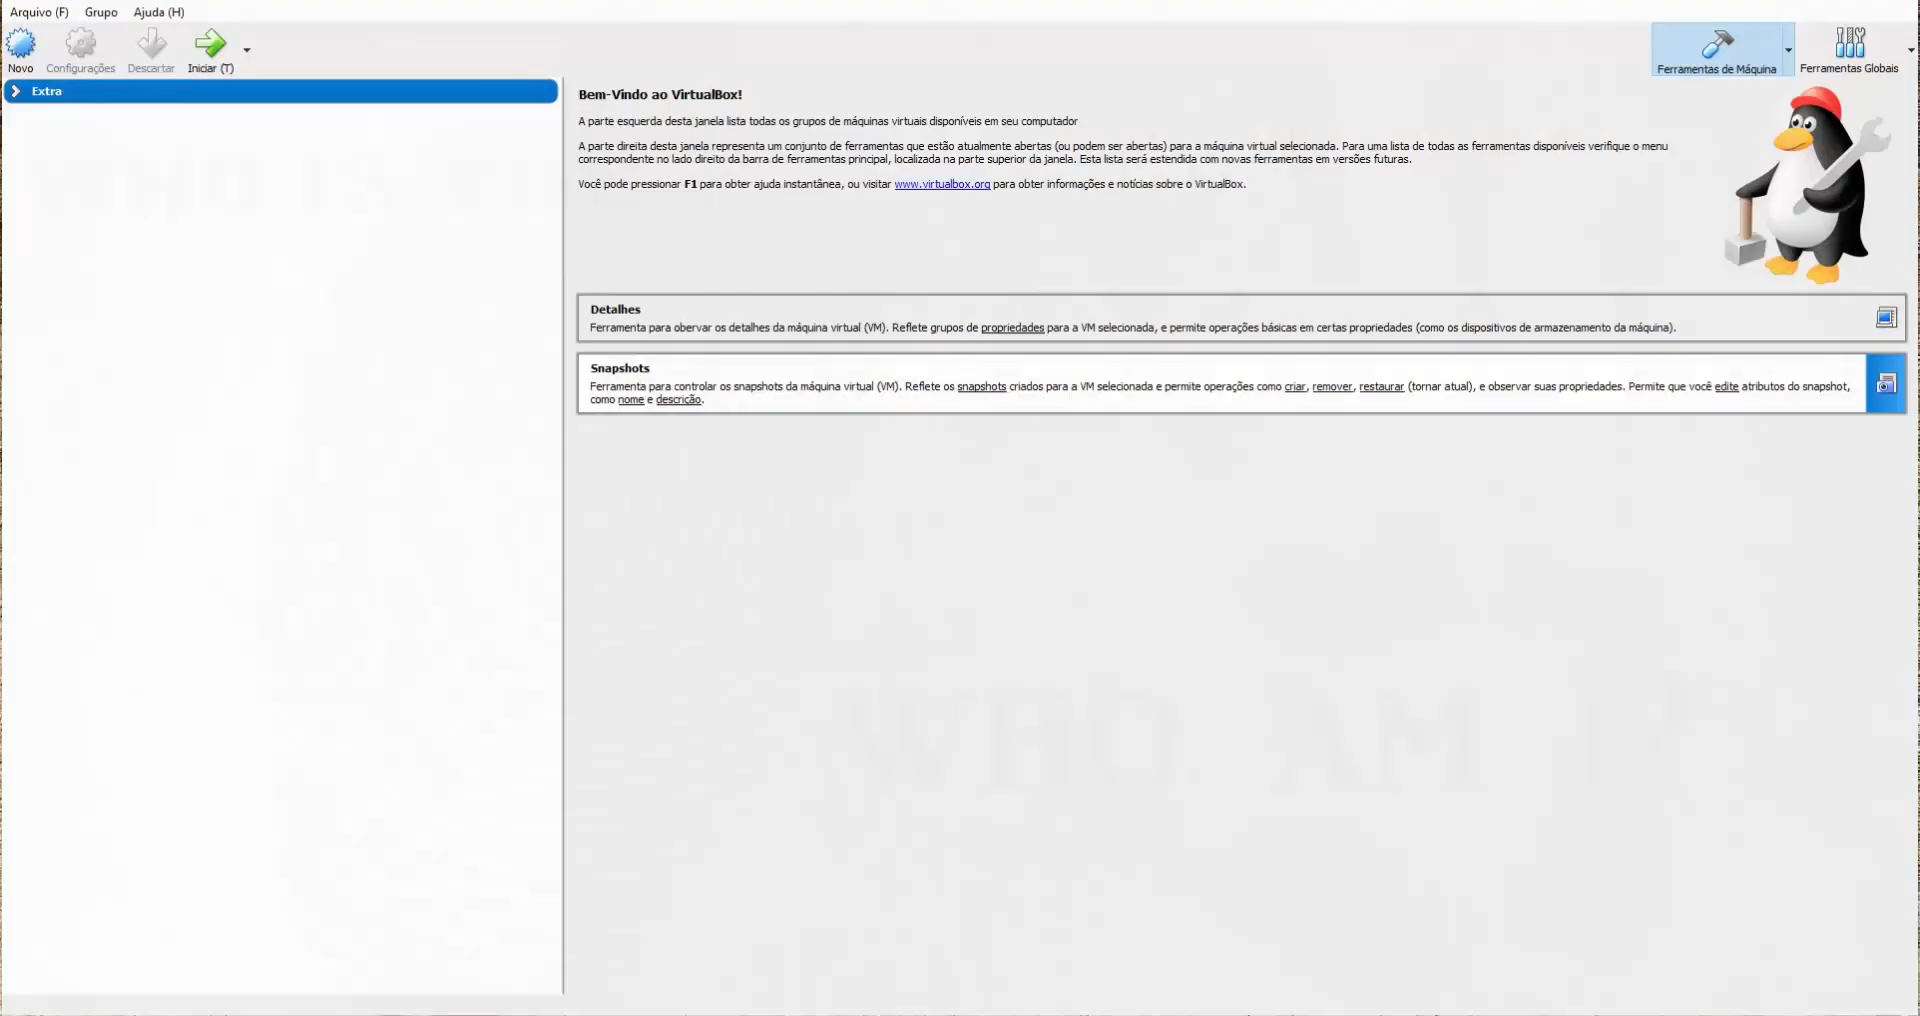 Arquivo (F) Grupo Ajuda (H)
Novo Configurações Descartar Iniciar (T) Ferramentas de Máquina Ferramentas Globais
Extra
Bem-Vindo ao VirtualBox!
A parte esquerda desta janela lista todas os grupos de máquinas virtuais disponíveis em seu computador
A parte direita desta janela representa um conjunto de ferramentas que estão atualmente abertas (ou podem ser abertas) para a máquina virtual selecionada. Para uma lista de todas as ferramentas disponíveis verifique o menu
correspondente no lado direito da barra de ferramentas principal, localizada na parte superior da janela. Esta lista será estendida com novas ferramentas em versões futuras.
Você pode pressionar F1 para obter ajuda instantânea, ou visitar www.virtualbox.org para obter informações e notícias sobre o VirtualBox.
Detalhes
Ferramenta para obervar os detalhes da máquina virtual (VM). Reflete grupos de propriedades para a VM selecionada, e permite operações básicas em certas propriedades (como os dispositivos de armazenamento da máquina).
Snapshots
Ferramenta para controlar os snapshots da máquina virtual (VM). Reflete os snapshots criados para a VM selecionada e permite operações como criar, remover, restaurar (tornar atual), e observar suas propriedades. Permite que você edite atributos do snapshot,
como nome e descrição.
WHO AM I?